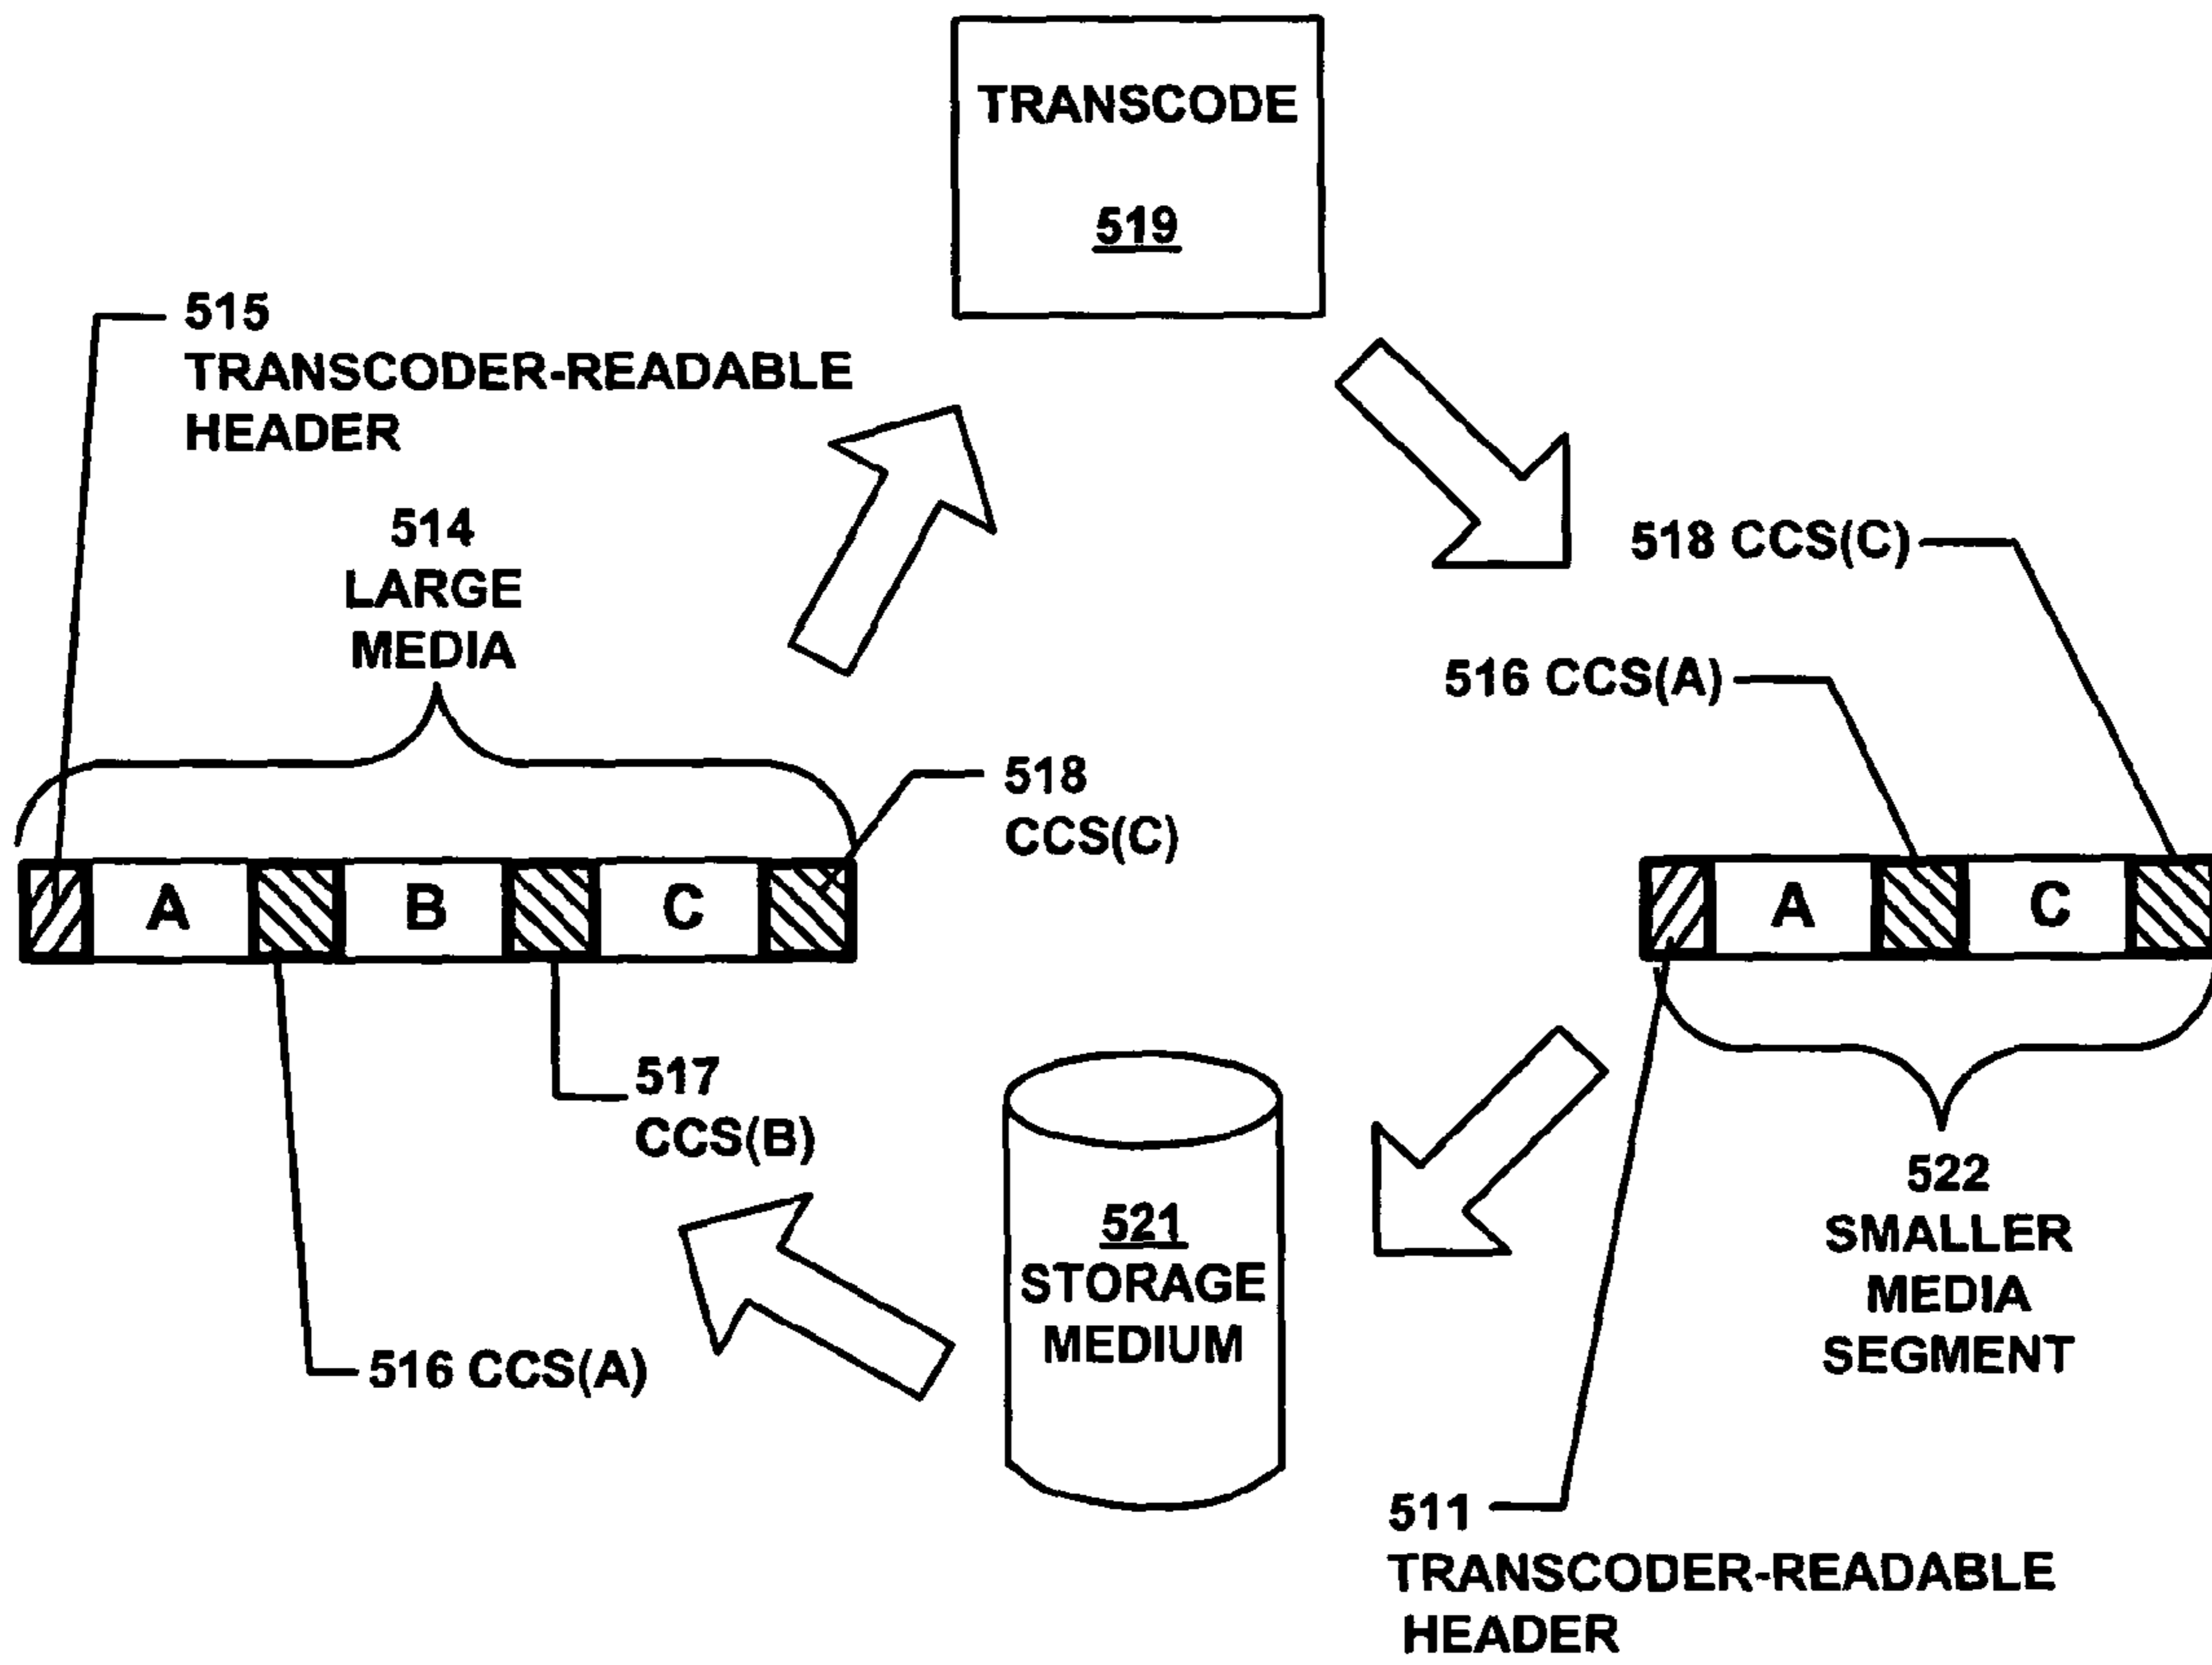 TRANSCODE
519
515
TRANSCODER-READABLE
HEADER
514
LARGE
MEDIA
518 CCS(C)
516 CCS(A)
518
CCS(C)
A
B
C
A
C
517
CCS(B)
516 CCS(A)
521
STORAGE
MEDIUM
522
SMALLER
MEDIA
SEGMENT
511
TRANSCODER-READABLE
HEADER